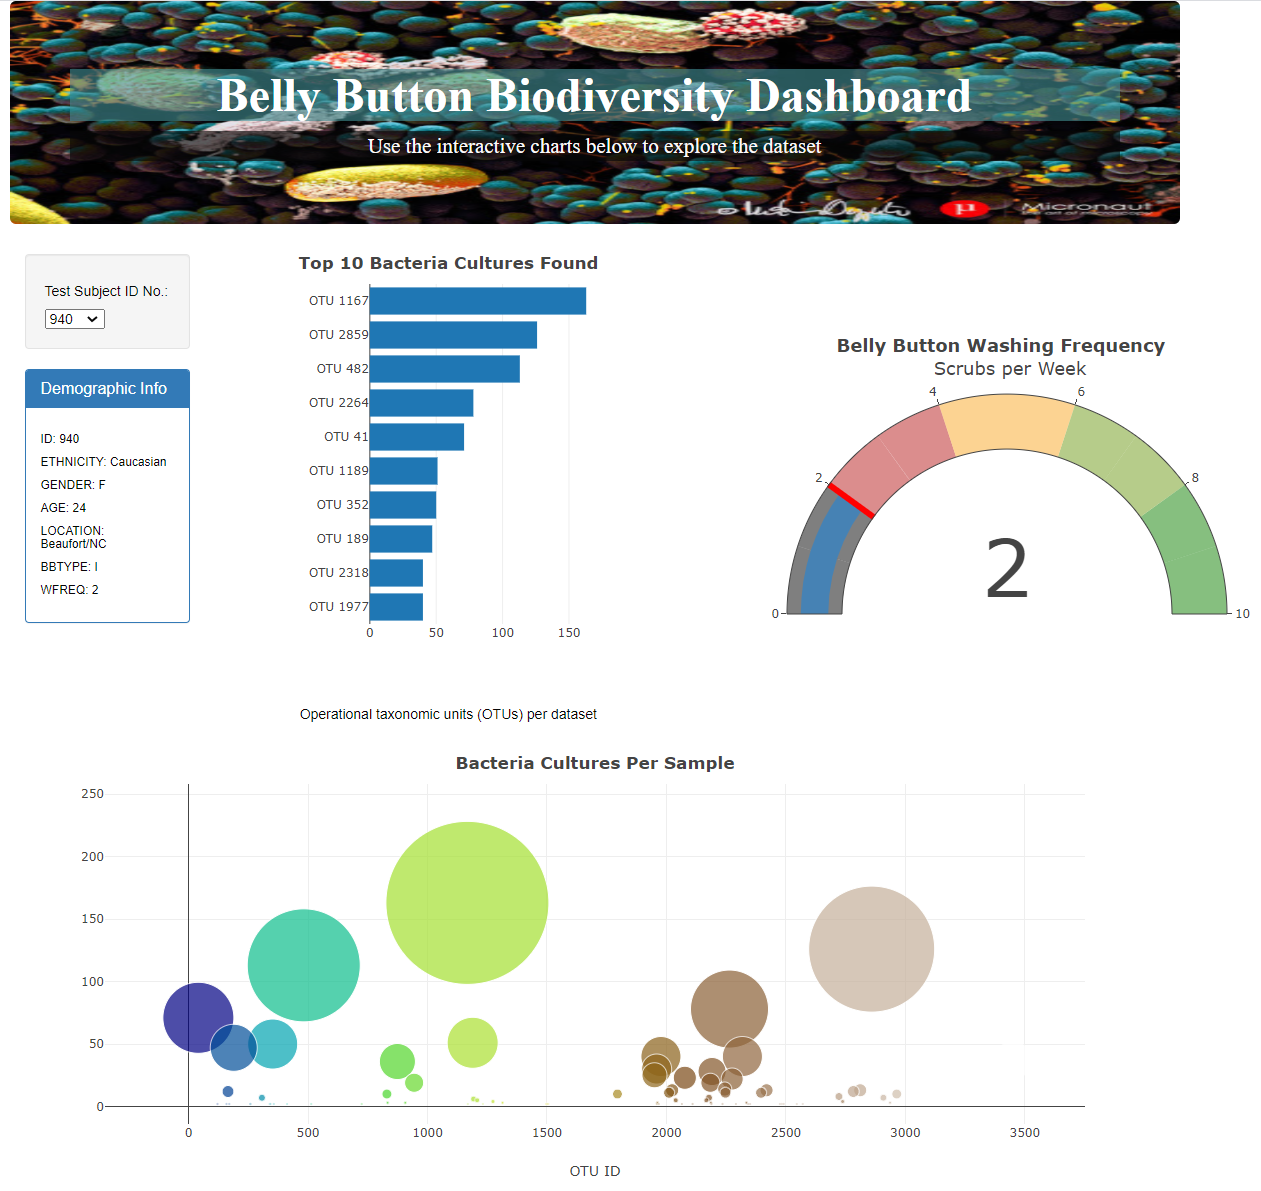 Belly Button Biodiversity Dashboard
Use the interactive charts below to explore the dataset
µ
Micronaut
Test Subject ID No.:
940
Demographic Info
ID: 940
ETHNICITY: Caucasian
GENDER: F
AGE: 24
LOCATION:
Beaufort/NC
BBTYPE: I
WFREQ: 2
Top 10 Bacteria Cultures Found
OTU 1167
OTU 2859
OTU 482
OTU 2264
OTU 41
OTU 1189
OTU 352
OTU 189
OTU 2318
OTU 1977
0 50 100 150
Belly Button Washing Frequency
Scrubs per Week
4 6
2 8
2
0 10
Operational taxonomic units (OTUs) per dataset
Bacteria Cultures Per Sample
250
200
150
100
50
0
0 500 1000 1500 2000 2500 3000 3500
OTU ID